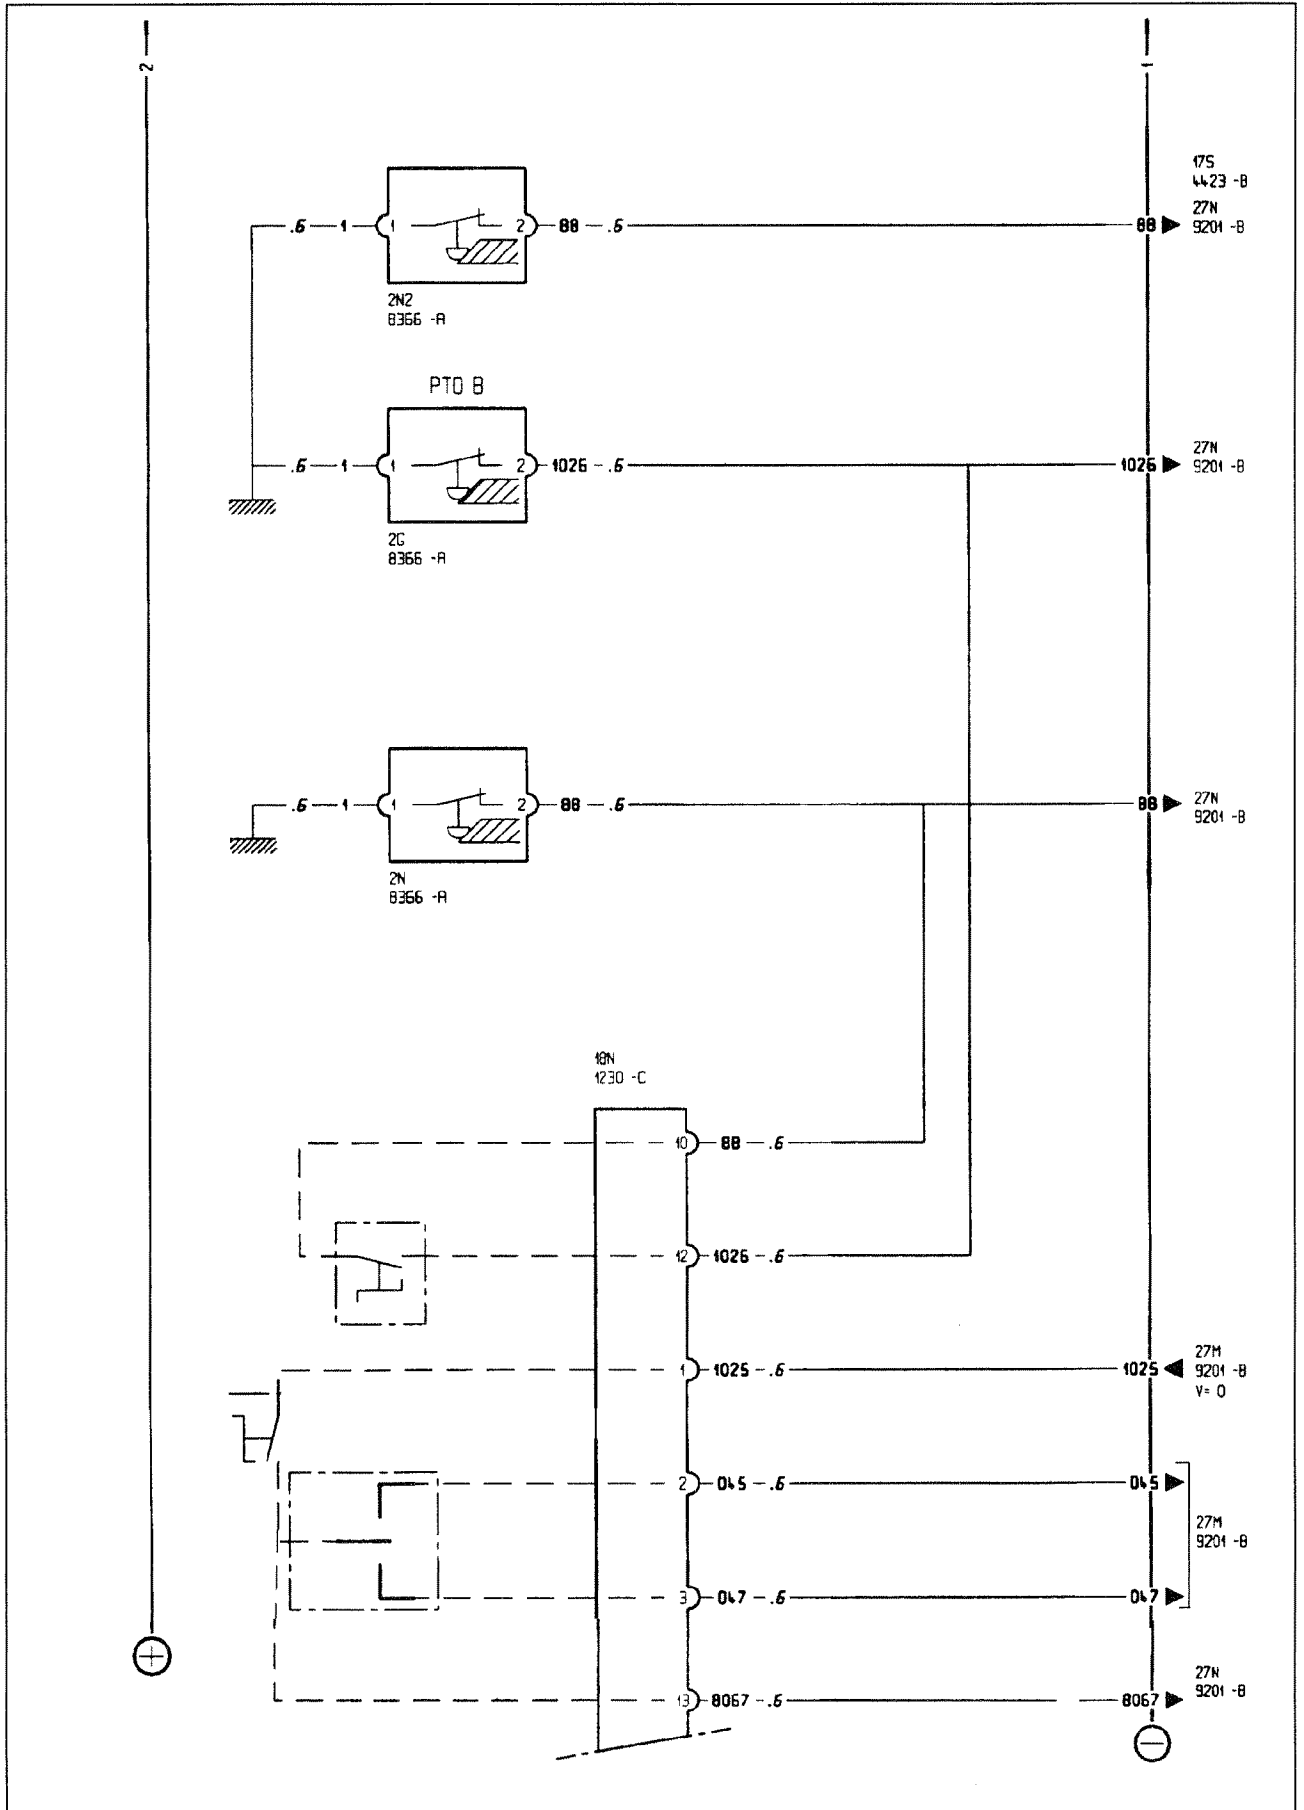 2
1
17S
4423 -B
27N
9201 -B
.6 1 1 2 88 .6 88
2N2
8366 -A
PTO B
27N
9201 -B
.6 1 1 2 1026 .6 1026
2G
8366 -A
27N
9201 -B
.6 1 1 2 88 .6 88
2N
8366 -A
18N
1230 -C
10 88 .6
12 1026 .6
27M
9201 -B
V= 0
1 1025 .6 1025
2 045 .6 045
27M
9201 -B
3 047 .6 047
27N
9201 -B
13 8067 .6 8067
+
-